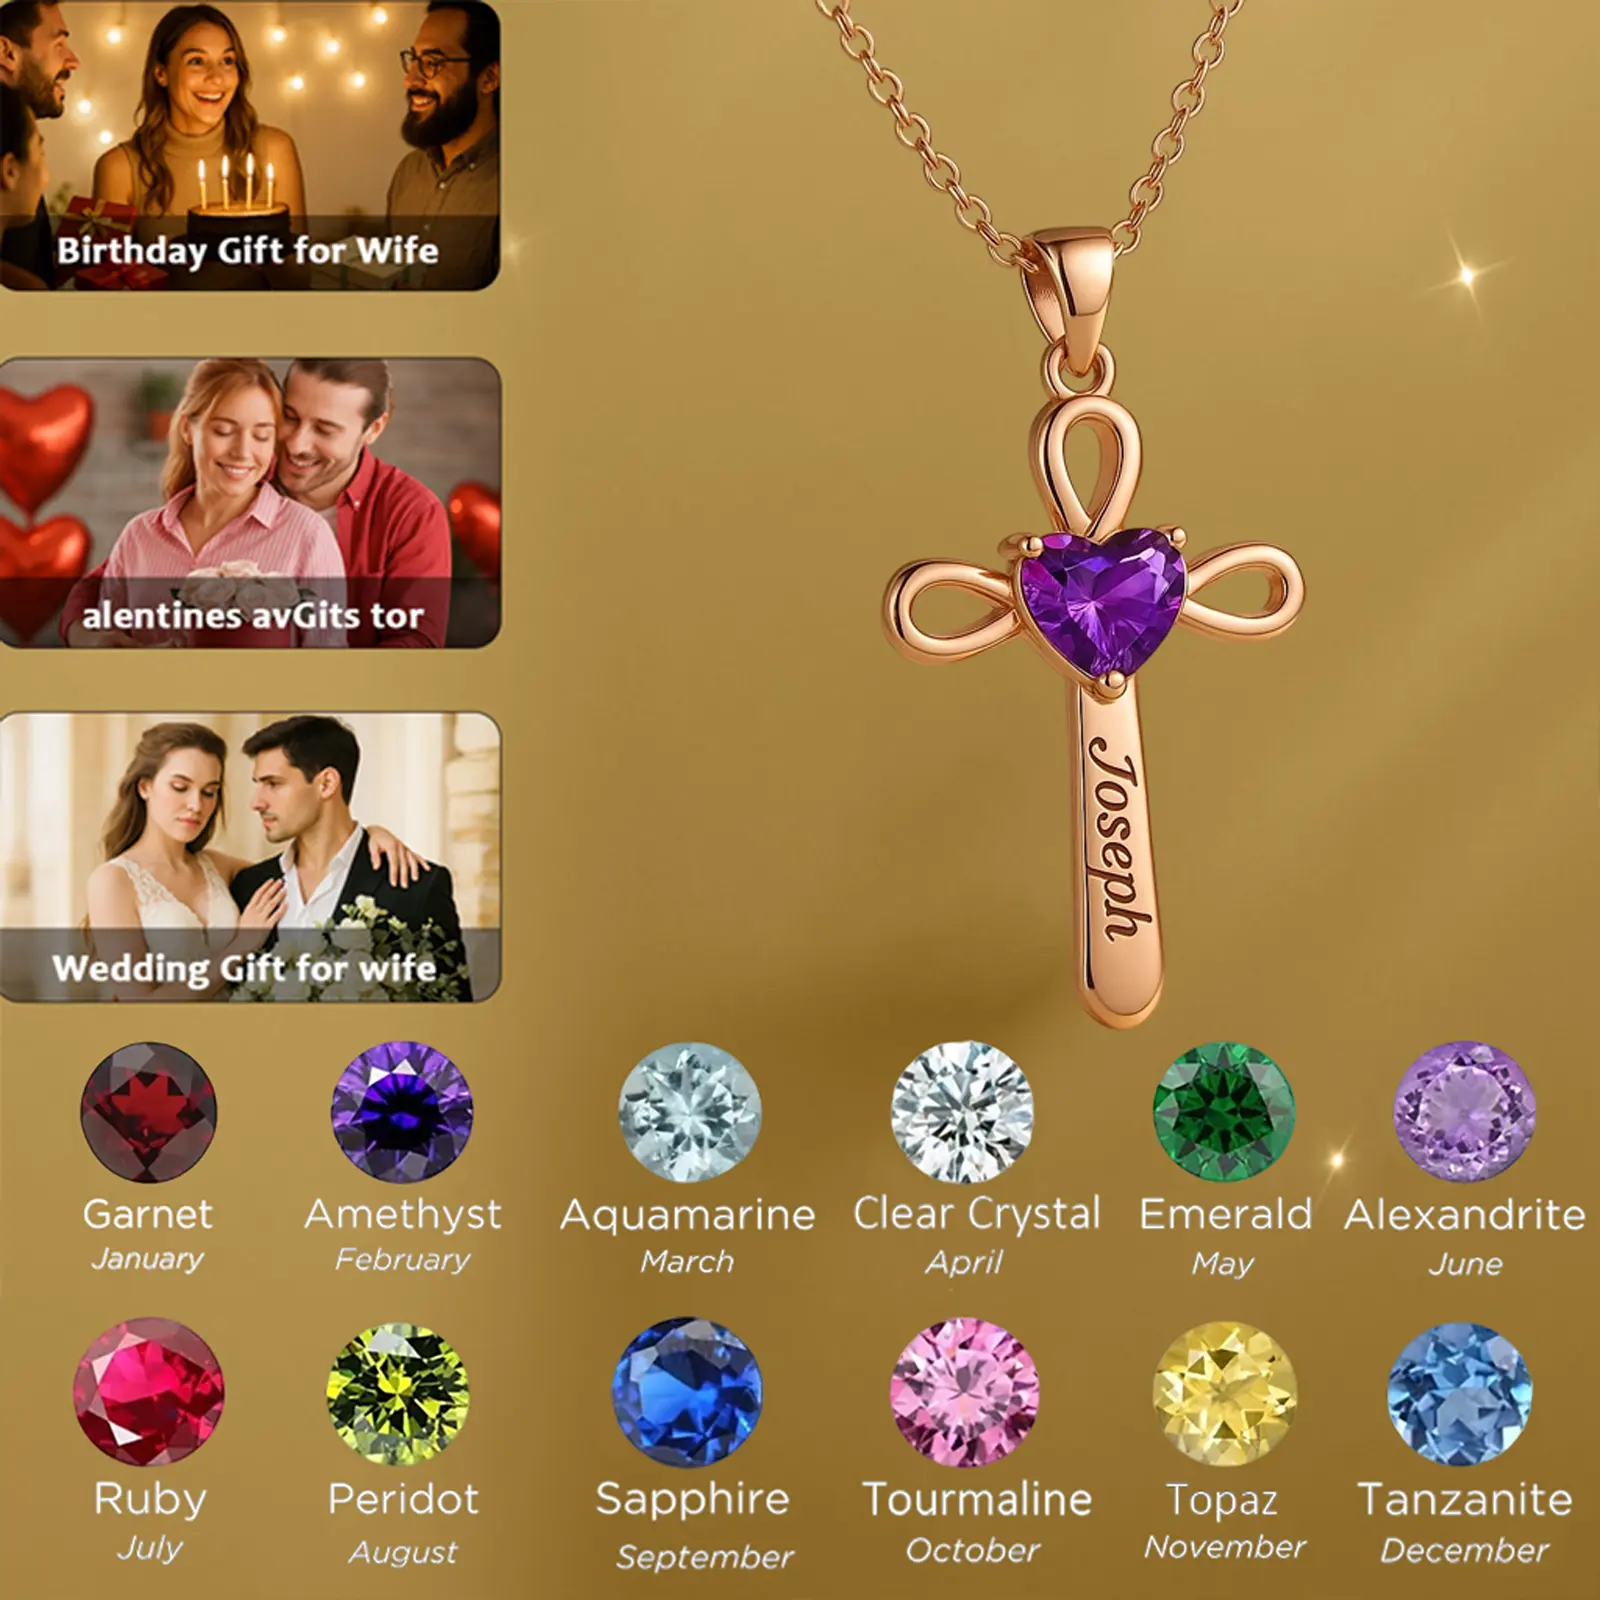 Birthday Gift for Wife
alentines avGits tor
Wedding Gift for wife
Joseph
Garnet
January
Amethyst
February
Aquamarine
March
Clear Crystal
April
Emerald
May
Alexandrite
June
Ruby
July
Peridot
August
Sapphire
September
Tourmaline
October
Topaz
November
Tanzanite
December